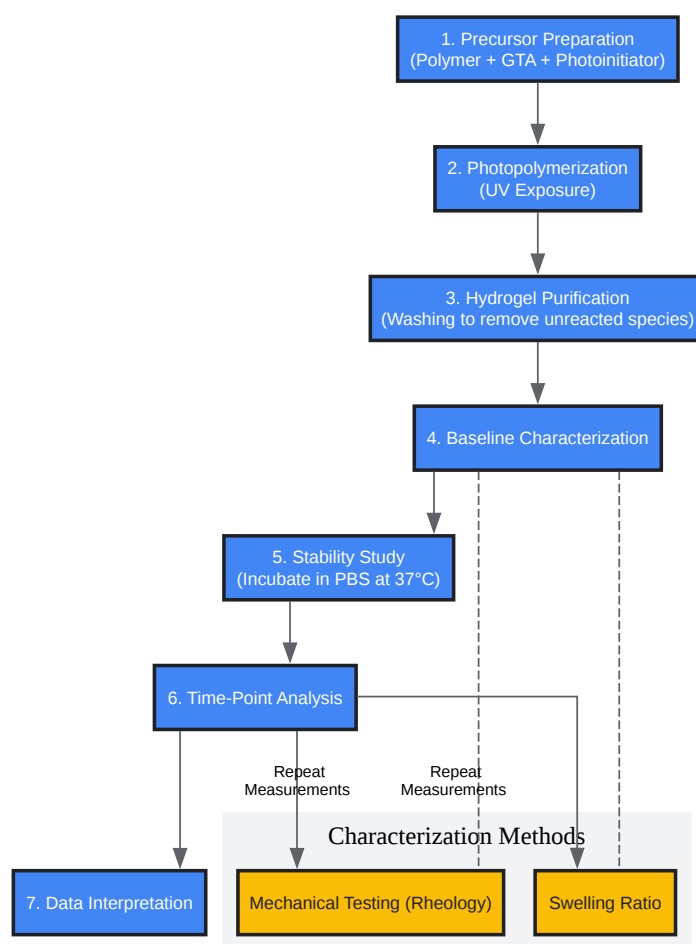 1. Precursor Preparation
(Polymer + GTA + Photoinitiator)
2. Photopolymerization
(UV Exposure)
3. Hydrogel Purification
(Washing to remove unreacted species)
4. Baseline Characterization
5. Stability Study
(Incubate in PBS at 37°C)
6. Time-Point Analysis
Repeat
Measurements
Repeat
Measurements
Characterization Methods
7. Data Interpretation
Mechanical Testing (Rheology)
Swelling Ratio